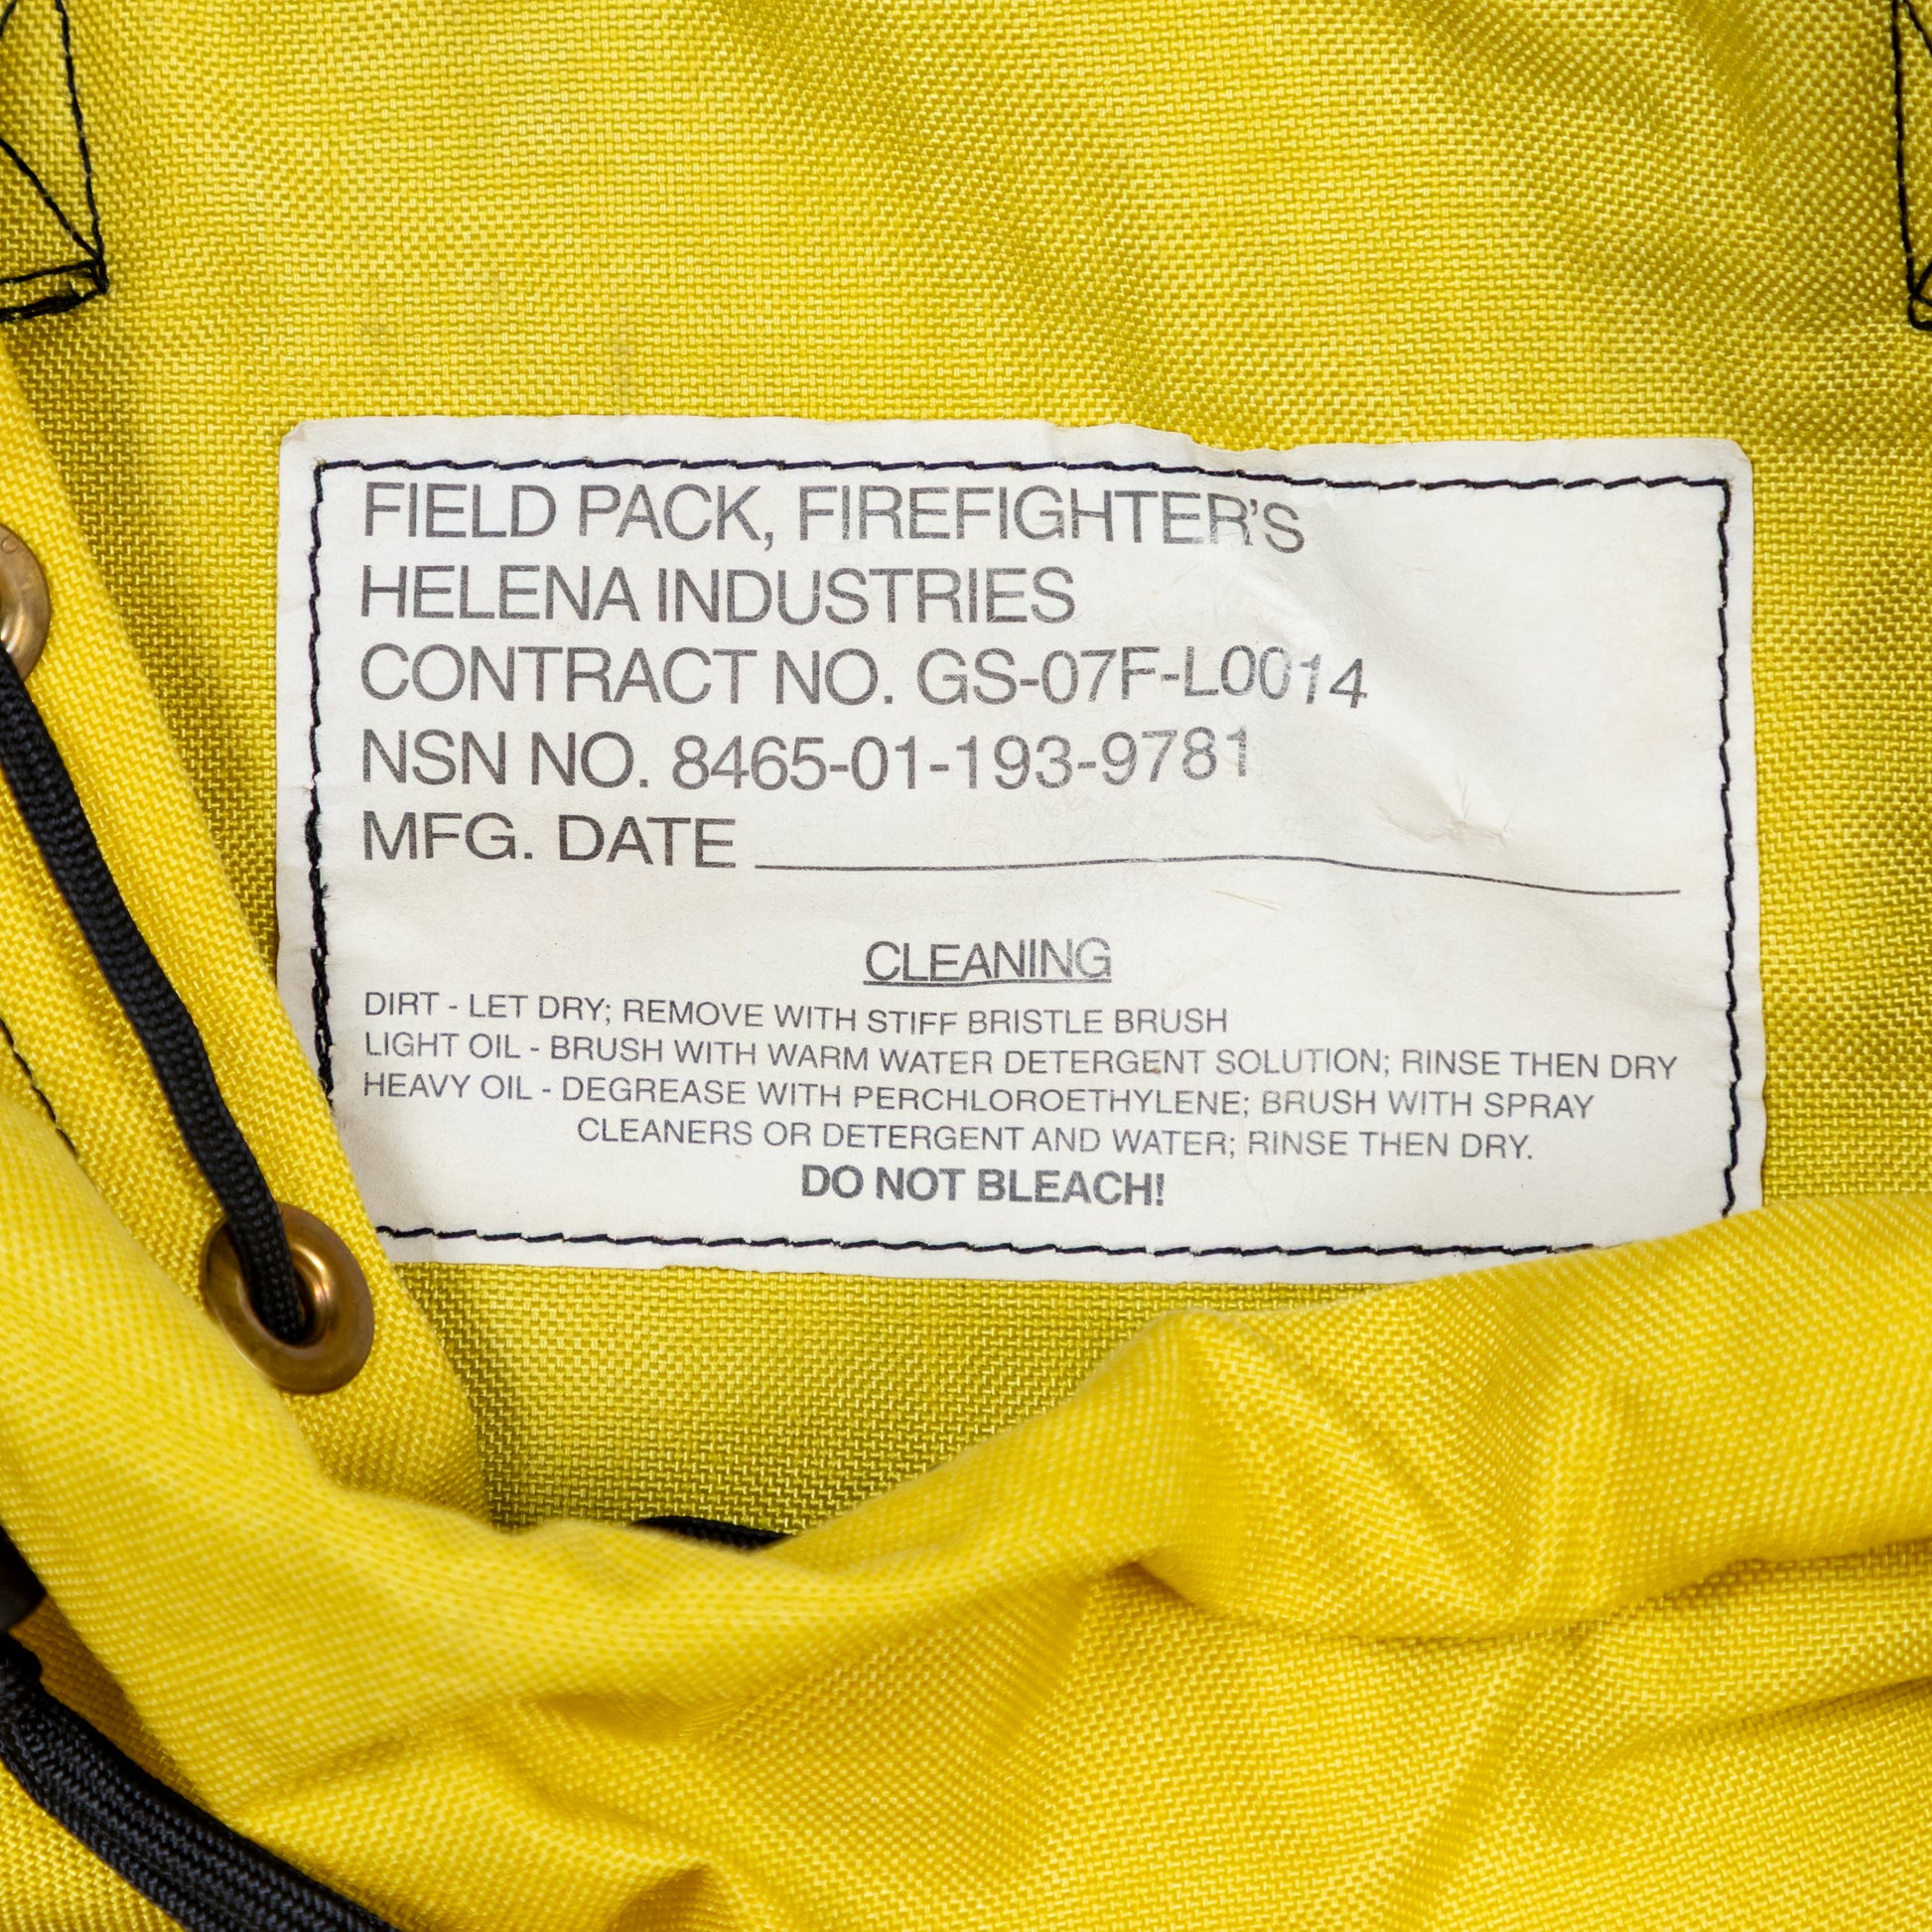 FIELD PACK, FIREFIGHTER'S
HELENA INDUSTRIES
CONTRACT NO. GS-07F-L0014
NSN NO. 8465-01-193-9781
MFG. DATE
CLEANING
DIRT - LET DRY; REMOVE WITH STIFF BRISTLE BRUSH
LIGHT OIL - BRUSH WITH WARM WATER DETERGENT SOLUTION; RINSE THEN DRY
HEAVY OIL - DEGREASE WITH PERCHLOROETHYLENE; BRUSH WITH SPRAY
CLEANERS OR DETERGENT AND WATER; RINSE THEN DRY.
DO NOT BLEACH!